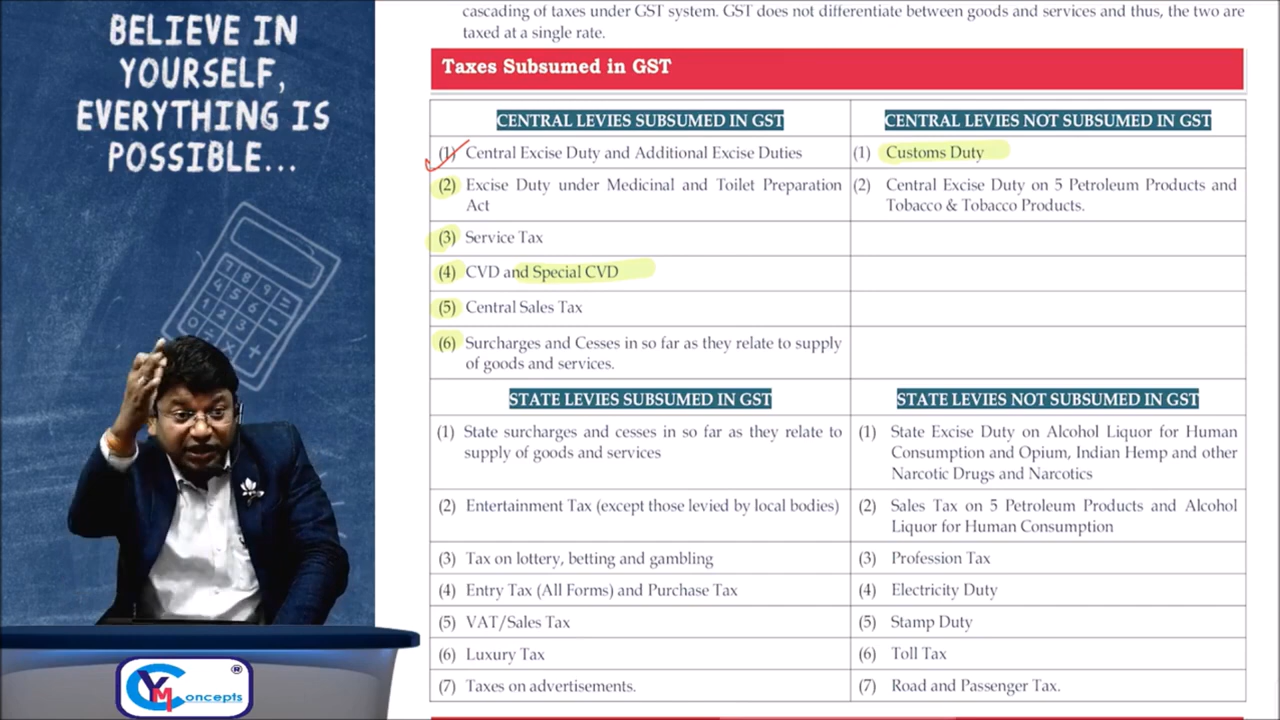 BELIEVE IN
YOURSELF,
EVERYTHING IS
POSSIBLE...
7 8 9 =
4 5 6 -
1 2 3
0 ÷ × +
CYM Concepts ®
cascading of taxes under GST system. GST does not differentiate between goods and services and thus, the two are
taxed at a single rate.
Taxes Subsumed in GST
CENTRAL LEVIES SUBSUMED IN GST
CENTRAL LEVIES NOT SUBSUMED IN GST
(1) Central Excise Duty and Additional Excise Duties
(1) Customs Duty
(2) Excise Duty under Medicinal and Toilet Preparation
Act
(2) Central Excise Duty on 5 Petroleum Products and
Tobacco & Tobacco Products.
(3) Service Tax
(4) CVD and Special CVD
(5) Central Sales Tax
(6) Surcharges and Cesses in so far as they relate to supply
of goods and services.
STATE LEVIES SUBSUMED IN GST
STATE LEVIES NOT SUBSUMED IN GST
(1) State surcharges and cesses in so far as they relate to
supply of goods and services
(1) State Excise Duty on Alcohol Liquor for Human
Consumption and Opium, Indian Hemp and other
Narcotic Drugs and Narcotics
(2) Entertainment Tax (except those levied by local bodies)
(2) Sales Tax on 5 Petroleum Products and Alcohol
Liquor for Human Consumption
(3) Tax on lottery, betting and gambling
(3) Profession Tax
(4) Entry Tax (All Forms) and Purchase Tax
(4) Electricity Duty
(5) VAT/Sales Tax
(5) Stamp Duty
(6) Luxury Tax
(6) Toll Tax
(7) Taxes on advertisements.
(7) Road and Passenger Tax.